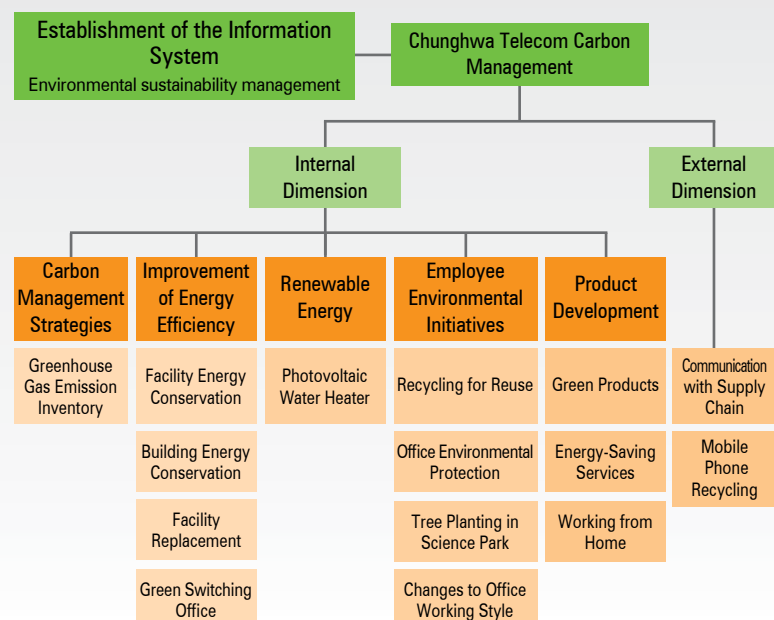 Establishment of the Information
System
Environmental sustainability management
Chunghwa Telecom Carbon
Management
Internal
Dimension
External
Dimension
Carbon
Management
Strategies
Improvement
of Energy
Efficiency
Renewable
Energy
Employee
Environmental
Initiatives
Product
Development
Greenhouse
Gas Emission
Inventory
Facility Energy
Conservation
Building Energy
Conservation
Facility
Replacement
Green Switching
Office
Photovoltaic
Water Heater
Recycling for Reuse
Office Environmental
Protection
Tree Planting in
Science Park
Changes to Office
Working Style
Green Products
Energy-Saving
Services
Working from
Home
Communication
with Supply
Chain
Mobile
Phone
Recycling